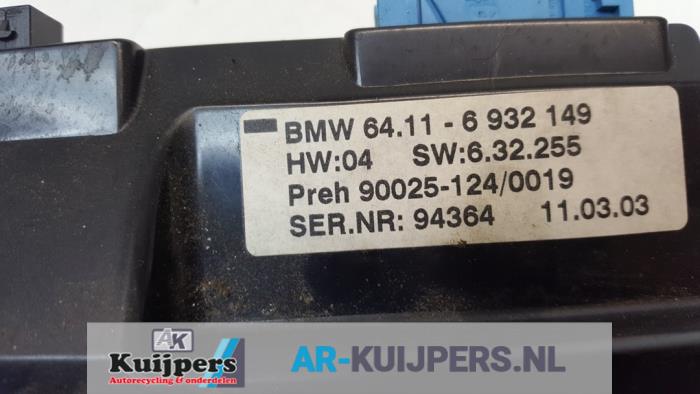 BMW 64.11 - 6 932 149
HW:04 SW:6.32.255
Preh 90025-124/0019
SER.NR: 94364 11.03.03
AK
Kuijpers
Autorecycling & onderdelen
AR-KUIJPERS.NL